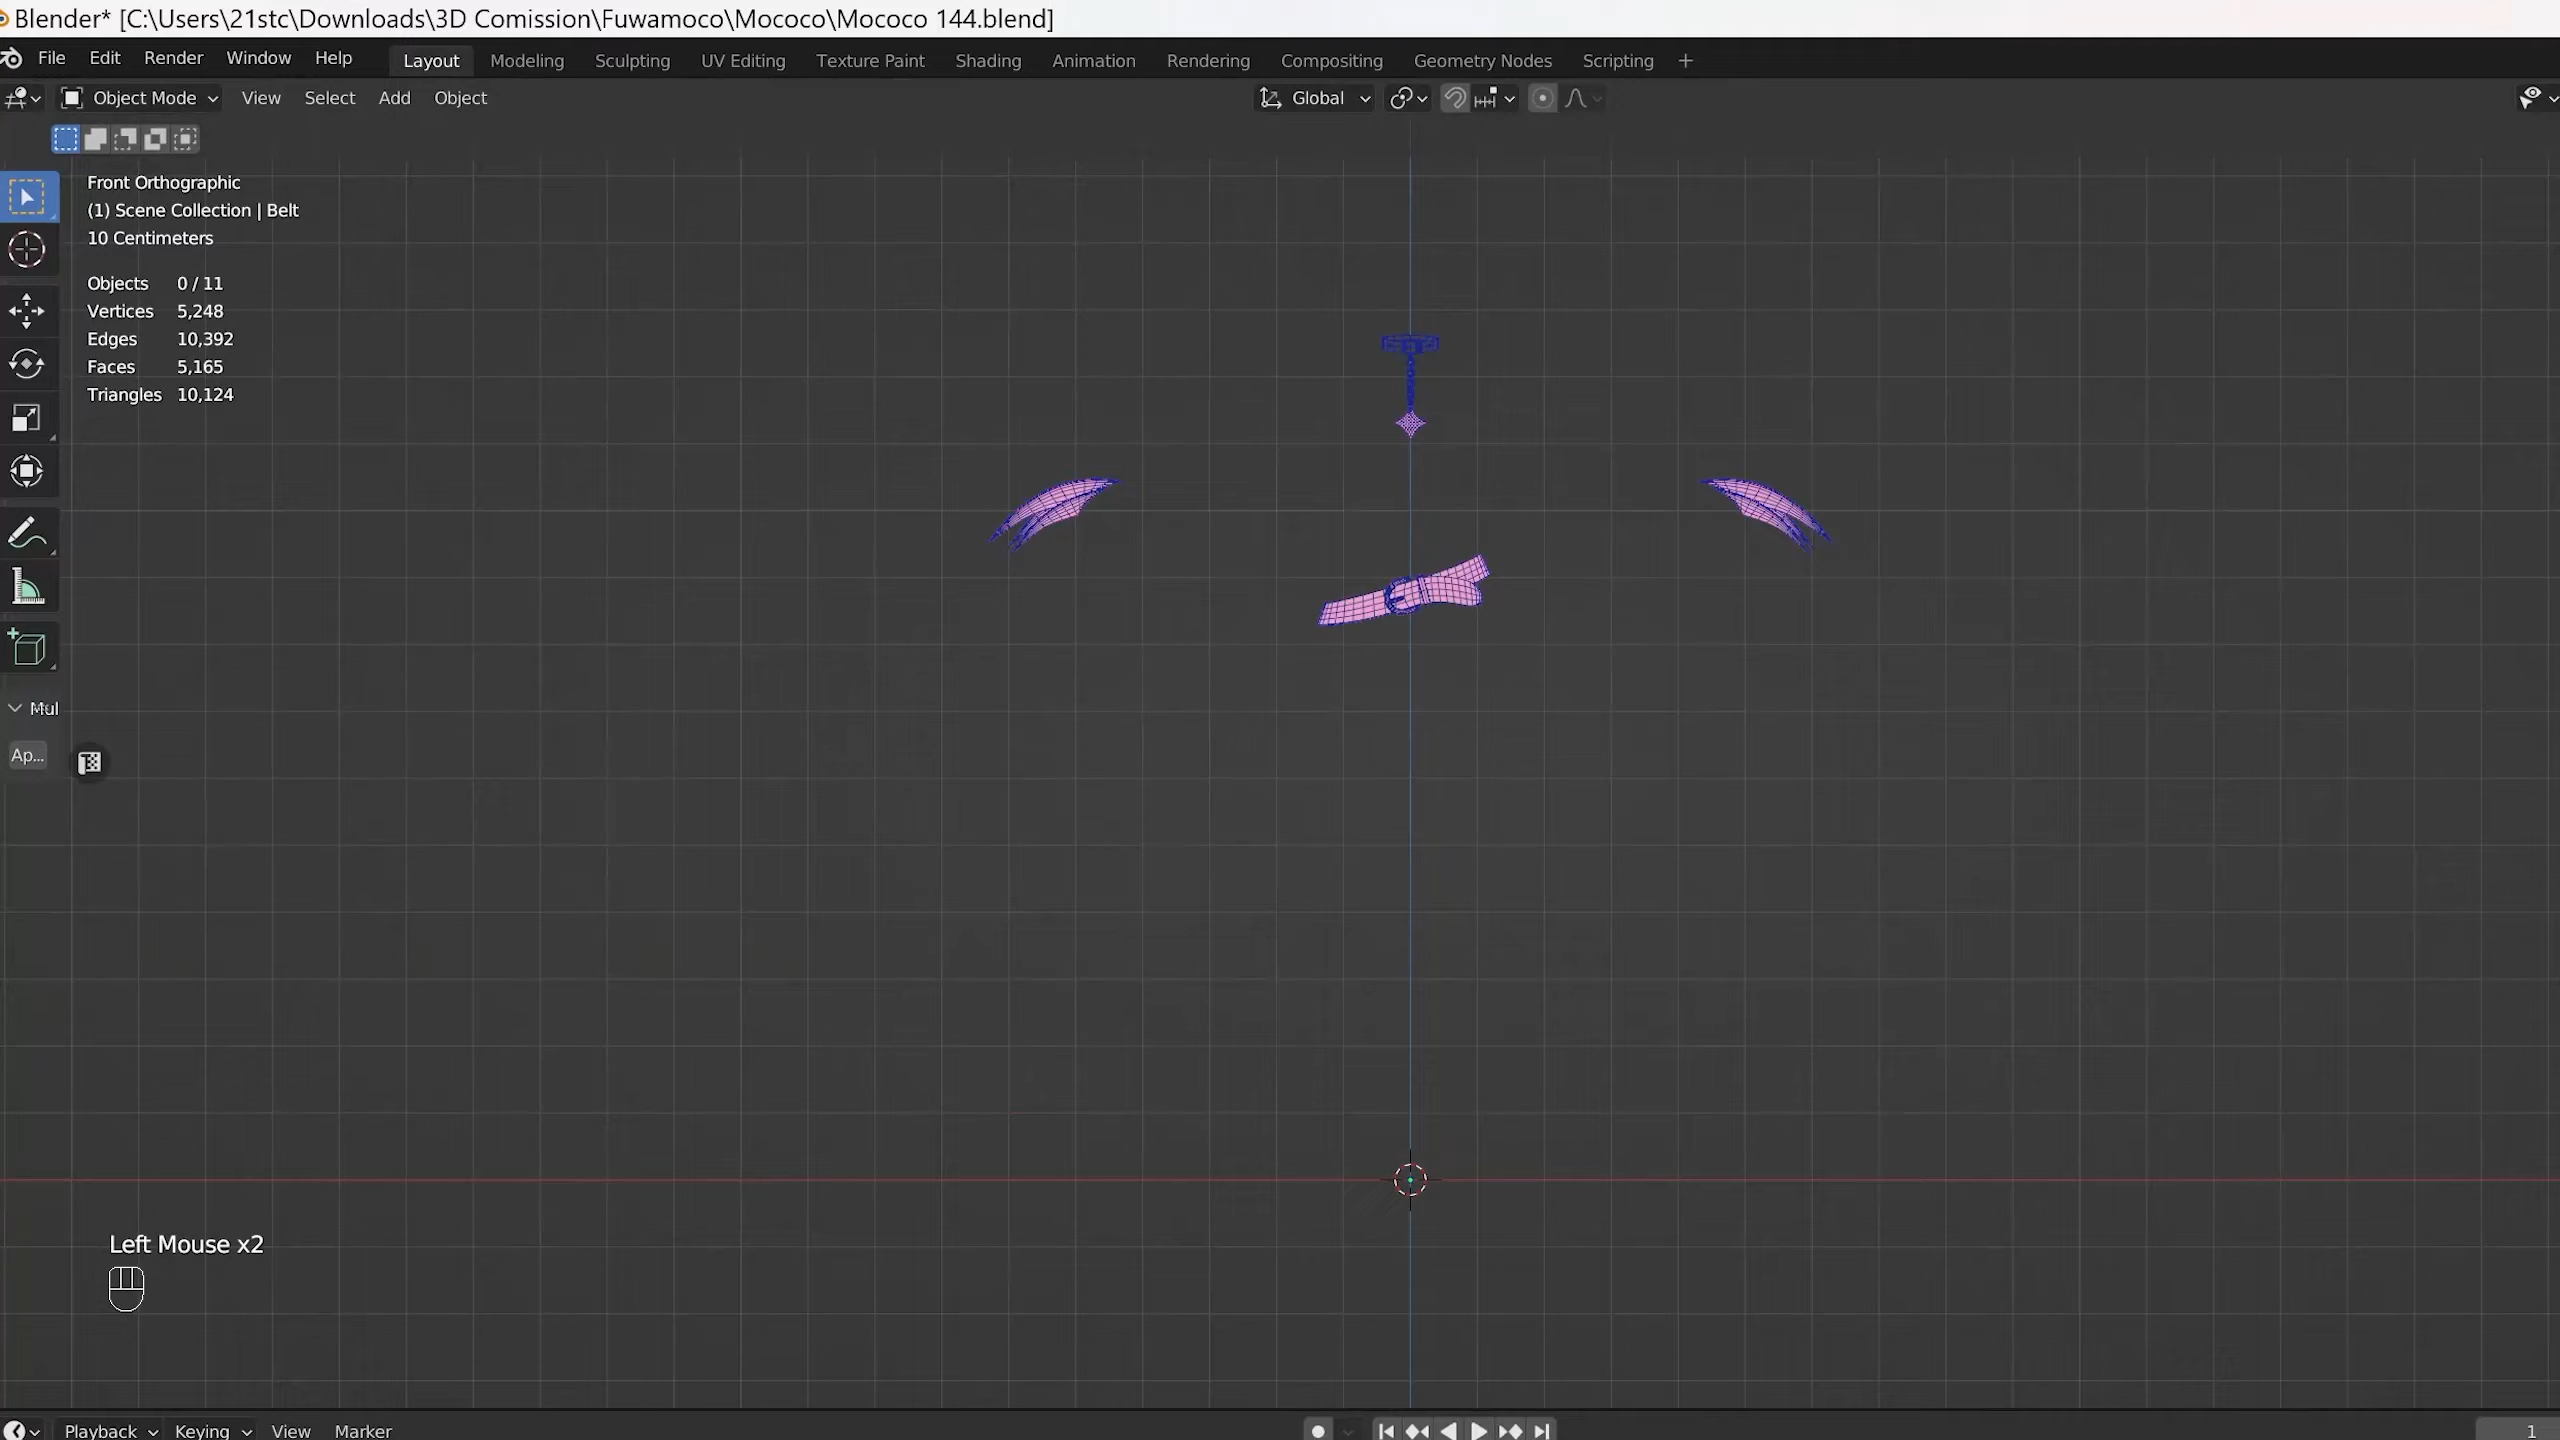 Blender* [C:\Users\21stc\Downloads\3D Comission\Fuwamoco\Mococo\Mococo 144.blend]
File Edit Render Window Help Layout Modeling Sculpting UV Editing Texture Paint Shading Animation Rendering Compositing Geometry Nodes Scripting +
Object Mode View Select Add Object Global
Front Orthographic
(1) Scene Collection | Belt
10 Centimeters
Objects 0 / 11
Vertices 5,248
Edges 10,392
Faces 5,165
Triangles 10,124
Mul
Ap...
Left Mouse x2
Playback Keying View Marker 1